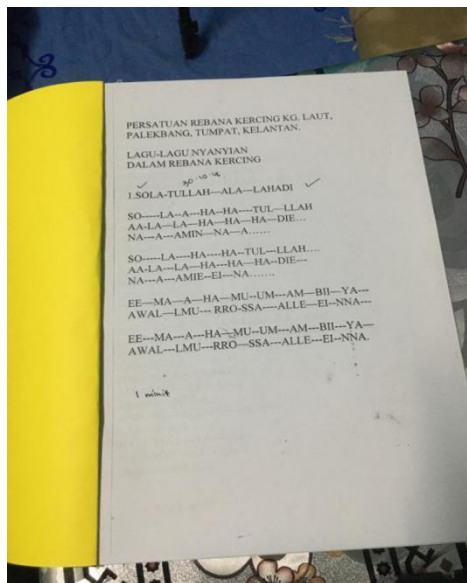 PERSATUAN REBANA KERCING KG. LAUT,
PALEKBANG, TUMPAT, KELANTAN.
LAGU-LAGU NYANYIAN
DALAM REBANA KERCING
1.SOLA-TULLAH---ALA---LAHADI
SO-----LA--A---HA--HA----TUL---LLAH
AA-LA---LA---HA---HA---HA---DIE…
NA---A---AMIN---NA---A……
SO-----LA----HA----HA--TUL---LLAH….
AA-LA---LA---HA---HA---HA--DIE---
NA---A---AMIE--EI---NA…….
EE---MA---A---HA---MU--UM---AM---BII---YA---
AWAL---LMU--- RRO-SSA----ALLE---EI--NNA---
EE---MA---A---HA---MU--UM---AM---BII---YA---
AWAL---LMU---RRO---SSA---ALLE---EI--NNA.
1 minit